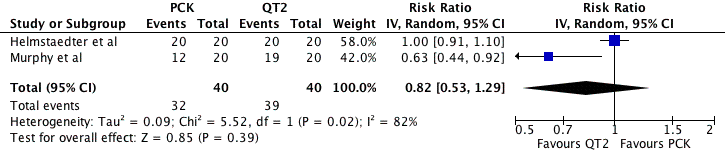 PCK QT2 Risk Ratio Risk Ratio
Study or Subgroup Events Total Events Total Weight IV, Random, 95% CI IV, Random, 95% CI
Helmstaedter et al 20 20 20 20 58.0% 1.00 [0.91, 1.10]
Murphy et al 12 20 19 20 42.0% 0.63 [0.44, 0.92]
Total (95% CI) 40 40 100.0% 0.82 [0.53, 1.29]
Total events 32 39
Heterogeneity: Tau² = 0.09; Chi² = 5.52, df = 1 (P = 0.02); I² = 82%
Test for overall effect: Z = 0.85 (P = 0.39)
0.5 0.7 1 1.5 2
Favours QT2 Favours PCK